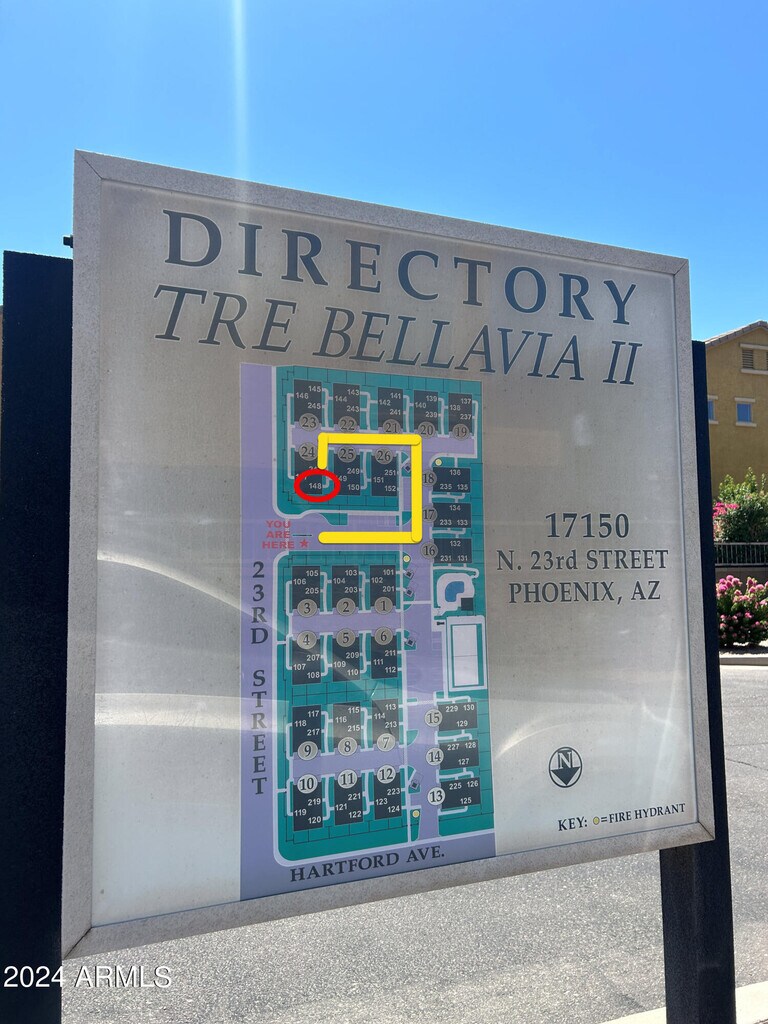 DIRECTORY
TRE BELLAVIA II
145 143 141 139 137
146 144 142 140 138
245 243 241 239 237
23 22 21 20 19
24 25 26
249 251
148 149 151
150 152
18 136
235 135
17 134
233 133
16 132
231 131
YOU
ARE
HERE
17150
N. 23rd STREET
PHOENIX, AZ
23RD STREET
105 103 101
106 104 102
205 203 201
3 2 1
4 5 6
207 209 211
107 109 111
108 110 112
117 115 113
118 116 114
217 215 213
9 8 7
10 11 12
219 221 223
119 121 123
120 122 124
15 229 130
129
14 227 128
127
13 225 126
125
N
KEY: =FIRE HYDRANT
HARTFORD AVE.
2024 ARMLS